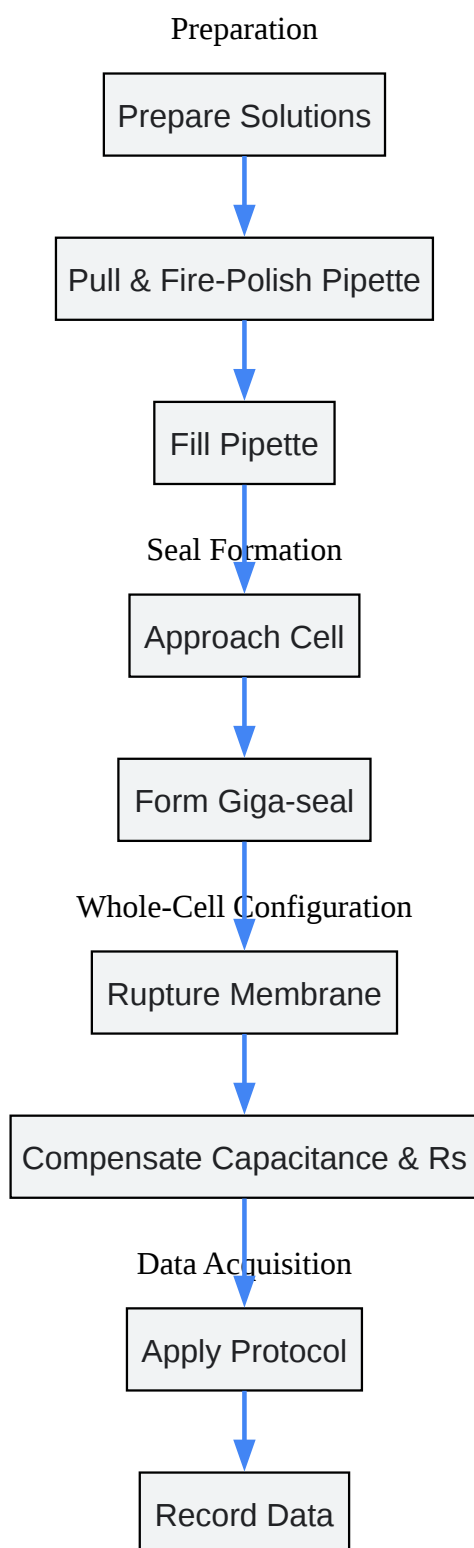 Preparation
Prepare Solutions
Pull & Fire-Polish Pipette
Fill Pipette
Seal Formation
Approach Cell
Form Giga-seal
Whole-Cell Configuration
Rupture Membrane
Compensate Capacitance & Rs
Data Acquisition
Apply Protocol
Record Data